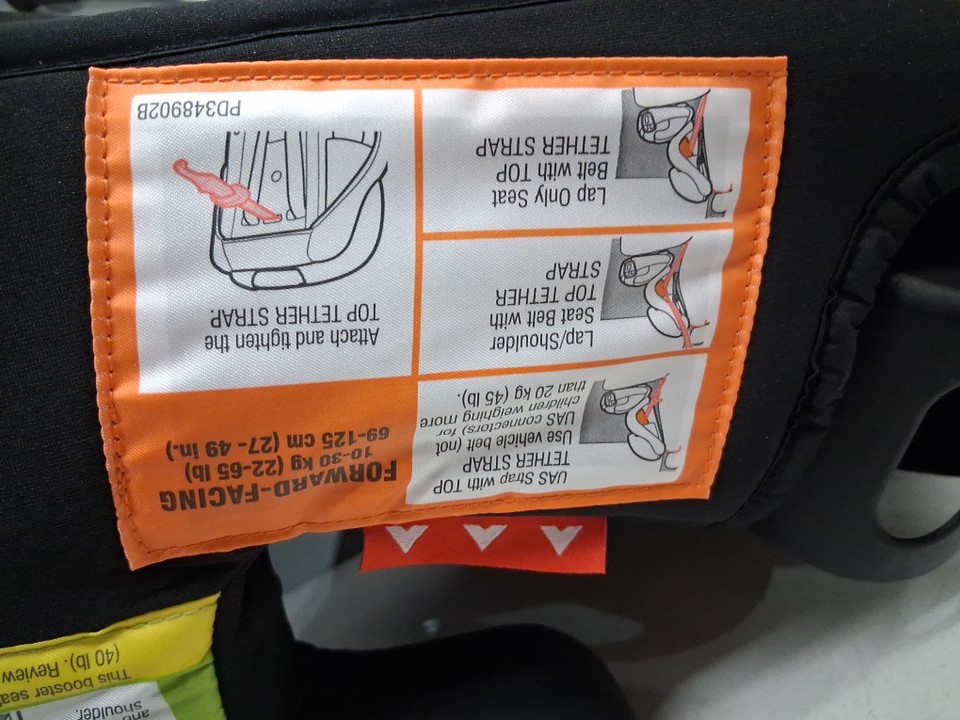 FORWARD-FACING
10-30 kg (22-65 lb)
69-125 cm (27- 49 in.)
Attach and tighten the
TOP TETHER STRAP.
PD348902B
UAS Strap with TOP
TETHER STRAP
Use vehicle belt (not
UAS connectors) for
children weighing more
than 20 kg (45 lb).
Lap/Shoulder
Seat Belt with
TOP TETHER
STRAP
Lap Only Seat
Belt with TOP
TETHER STRAP
and
shoulder.
This booster seat
(40 lb). Review